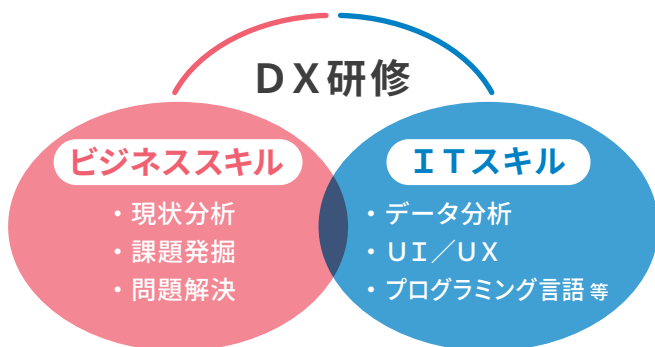 DX研修
ビジネススキル
・現状分析
・課題発掘
・問題解決
ITスキル
・データ分析
・UI／UX
・プログラミング言語 等